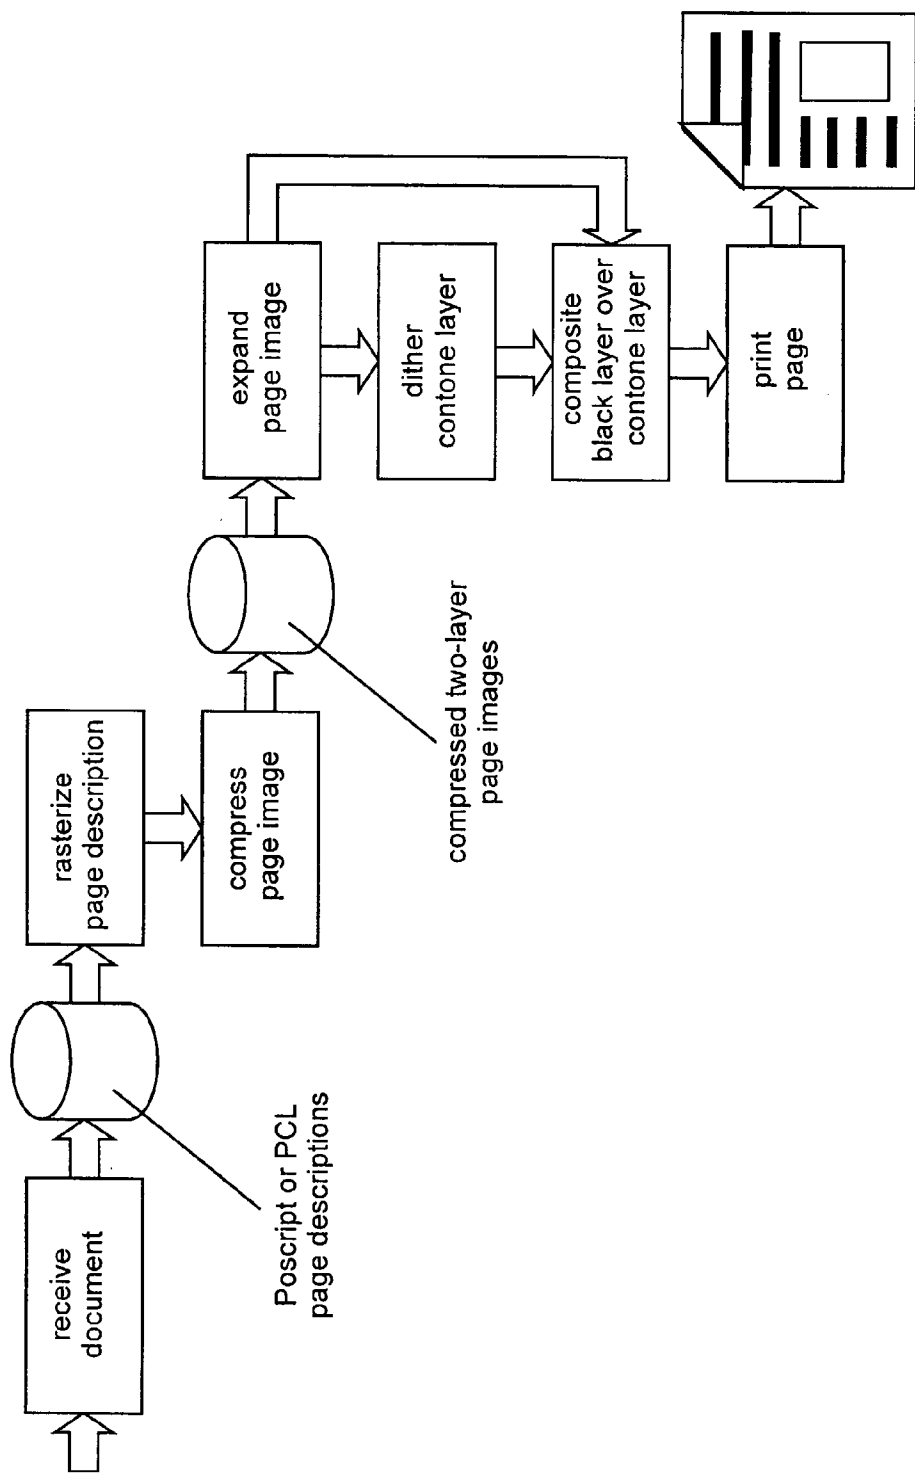 receive
document
Poscript or PCL
page descriptions
rasterize
page description
compress
page image
compressed two-layer
page images
expand
page image
dither
contone layer
composite
black layer over
contone layer
print
page